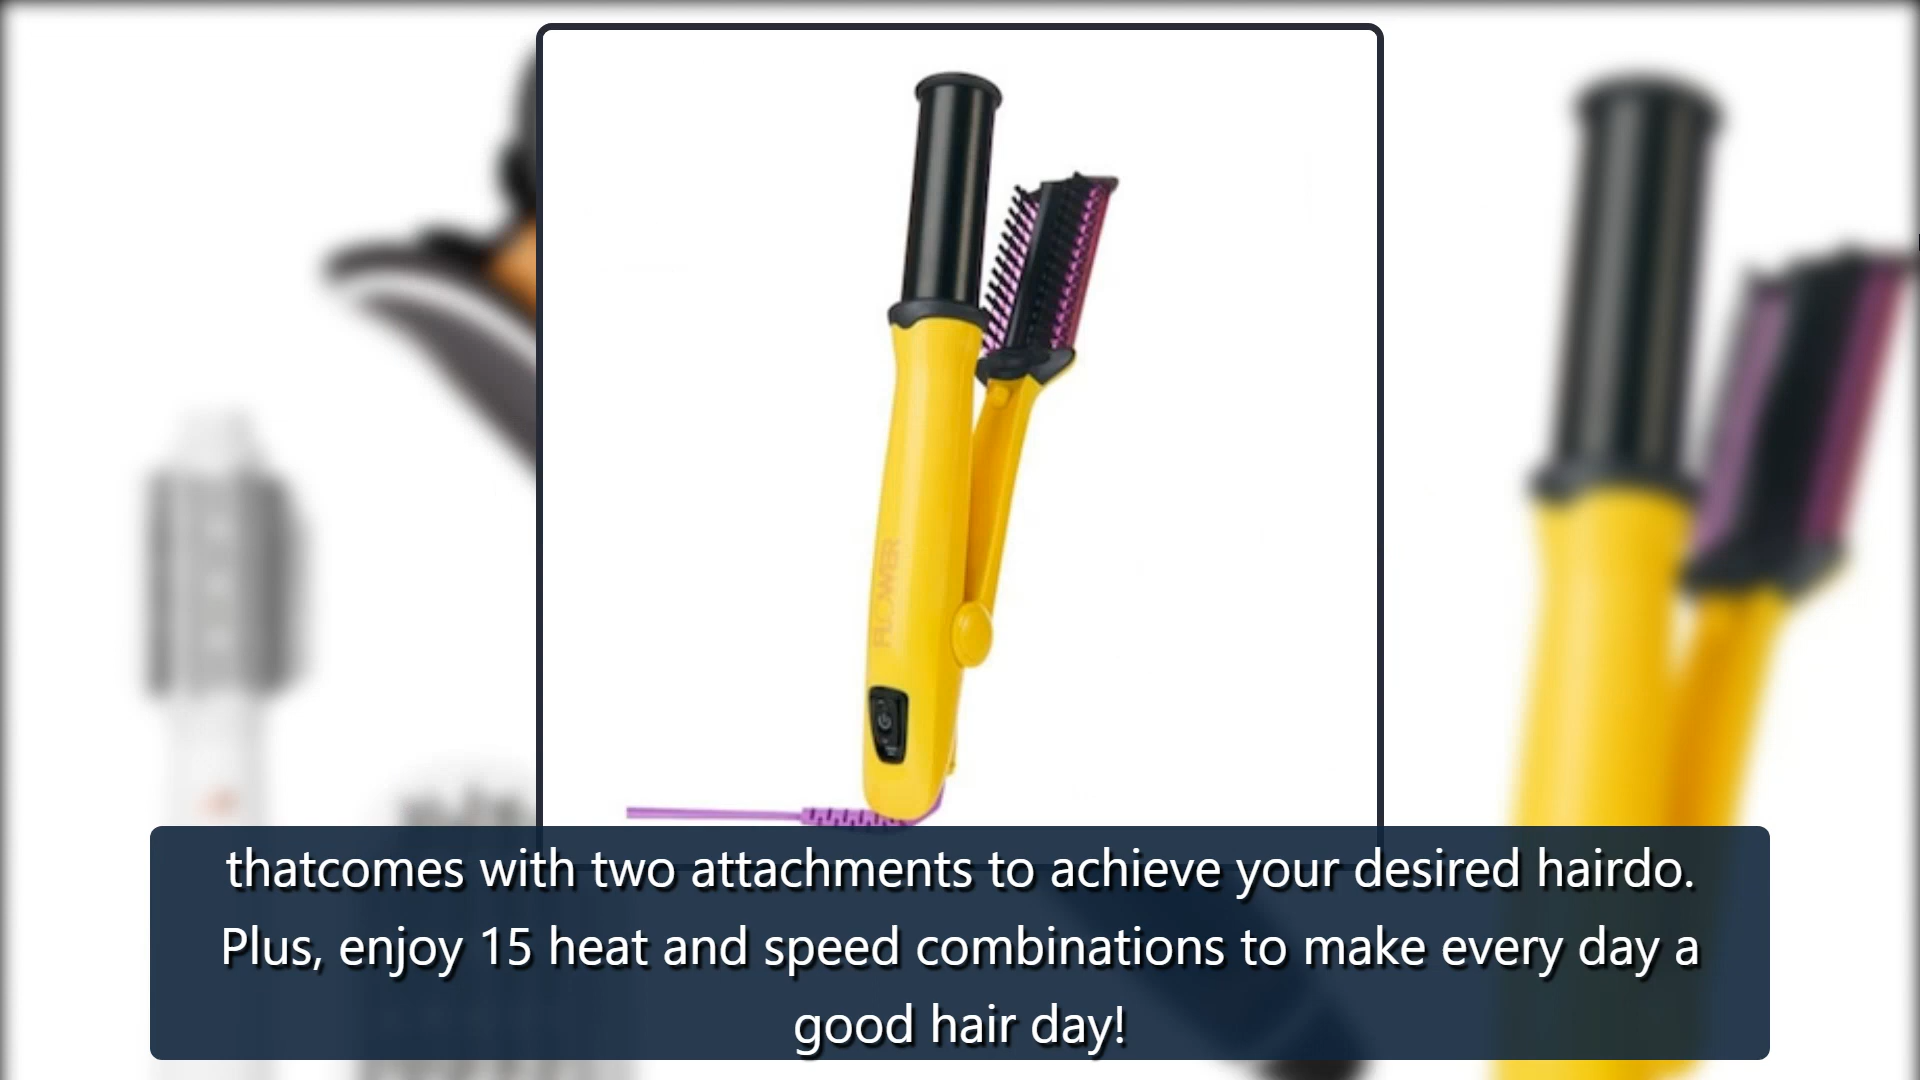 FLOWER
thatcomes with two attachments to achieve your desired hairdo.
Plus, enjoy 15 heat and speed combinations to make every day a
good hair day!